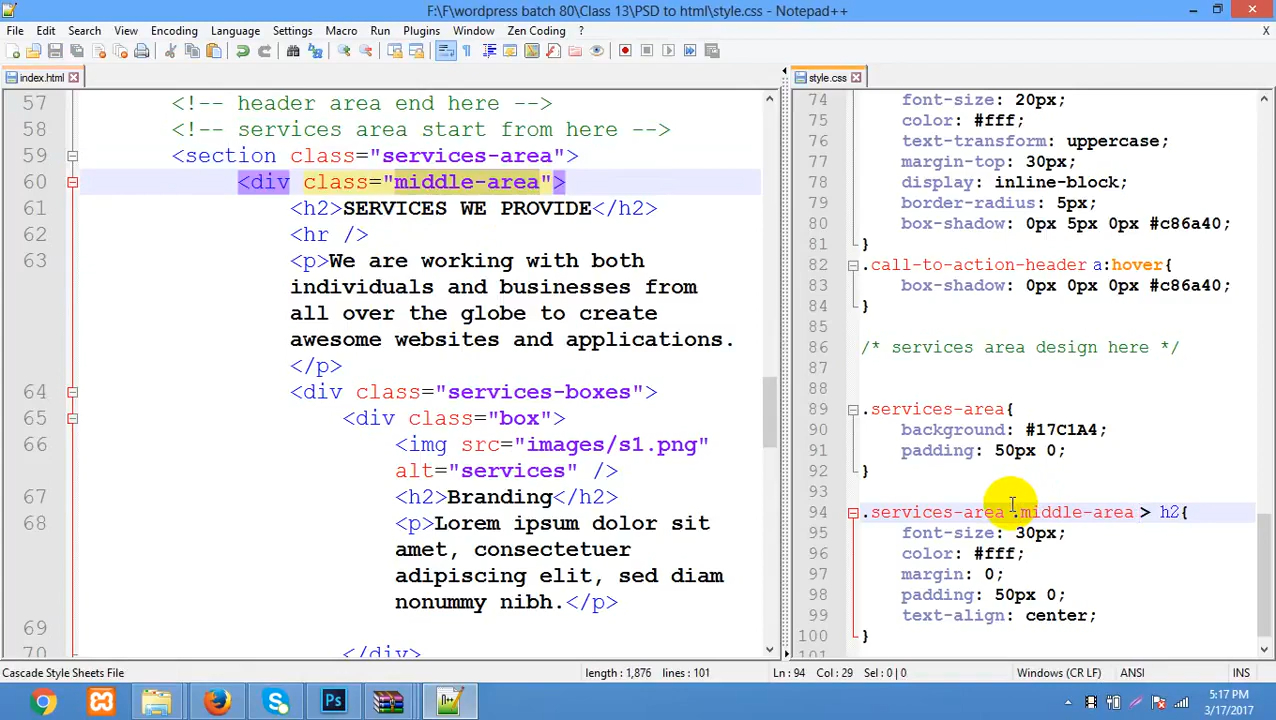 F:\F\wordpress batch 80\Class 13\PSD to html\style.css - Notepad++
File Edit Search View Encoding Language Settings Macro Run Plugins Window Zen Coding ? X
index.html
57 <!-- header area end here -->
58 <!-- services area start from here -->
59 <section class="services-area">
60 <div class="middle-area">
61 <h2>SERVICES WE PROVIDE</h2>
62 <hr />
63 <p>We are working with both
individuals and businesses from
all over the globe to create
awesome websites and applications.
</p>
64 <div class="services-boxes">
65 <div class="box">
66 <img src="images/s1.png"
alt="services" />
67 <h2>Branding</h2>
68 <p>Lorem ipsum dolor sit
amet, consectetuer
adipiscing elit, sed diam
nonummy nibh.</p>
69
70 </div>
style.css
74 font-size: 20px;
75 color: #fff;
76 text-transform: uppercase;
77 margin-top: 30px;
78 display: inline-block;
79 border-radius: 5px;
80 box-shadow: 0px 5px 0px #c86a40;
81 }
82 .call-to-action-header a:hover{
83 box-shadow: 0px 0px 0px #c86a40;
84 }
85
86 /* services area design here */
87
88
89 .services-area{
90 background: #17C1A4;
91 padding: 50px 0;
92 }
93
94 .services-area .middle-area > h2{
95 font-size: 30px;
96 color: #fff;
97 margin: 0;
98 padding: 50px 0;
99 text-align: center;
100 }
101
Cascade Style Sheets File length : 1,876 lines : 101 Ln : 94 Col : 29 Sel : 0 | 0 Windows (CR LF) ANSI INS
Ps
5:17 PM
3/17/2017